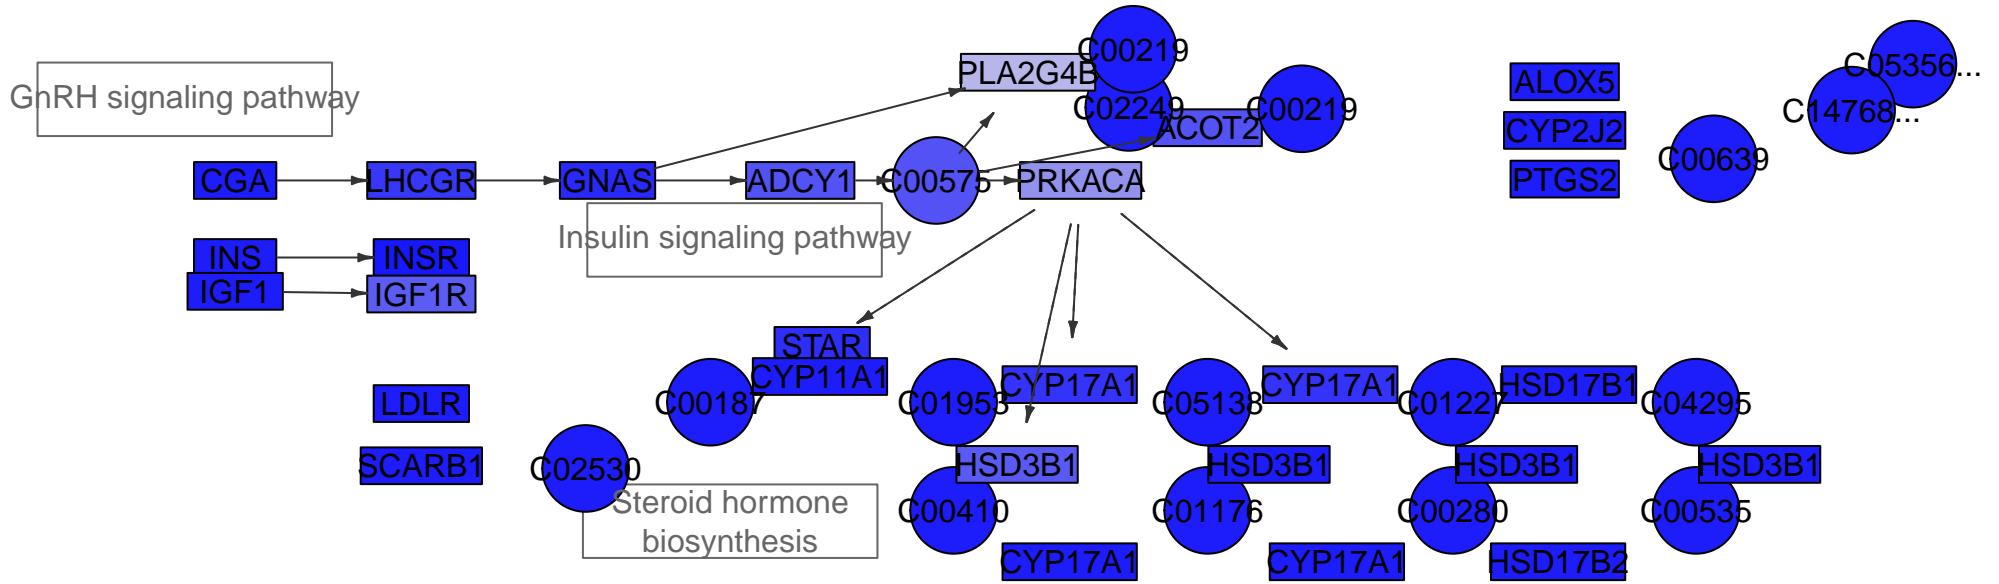 C00219
C05356...
PLA2G4B
ALOX5
GnRH signaling pathway
C02249
C00219
C14768...
ACOT2
CYP2J2
C00639
CGA
LHCGR
GNAS
ADCY1
C00575
PRKACA
PTGS2
Insulin signaling pathway
INS
INSR
IGF1
IGF1R
STAR
CYP11A1
CYP17A1
CYP17A1
HSD17B1
LDLR
C00187
C01953
C05138
C01227
C04295
SCARB1
C02530
HSD3B1
HSD3B1
HSD3B1
HSD3B1
Steroid hormone
biosynthesis
C00410
C01176
C00280
C00535
CYP17A1
CYP17A1
HSD17B2